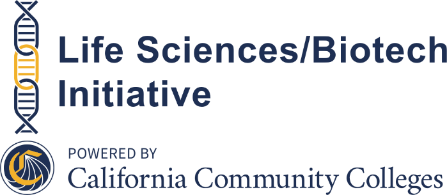 Life Sciences/Biotech
Initiative
POWERED BY
California Community Colleges